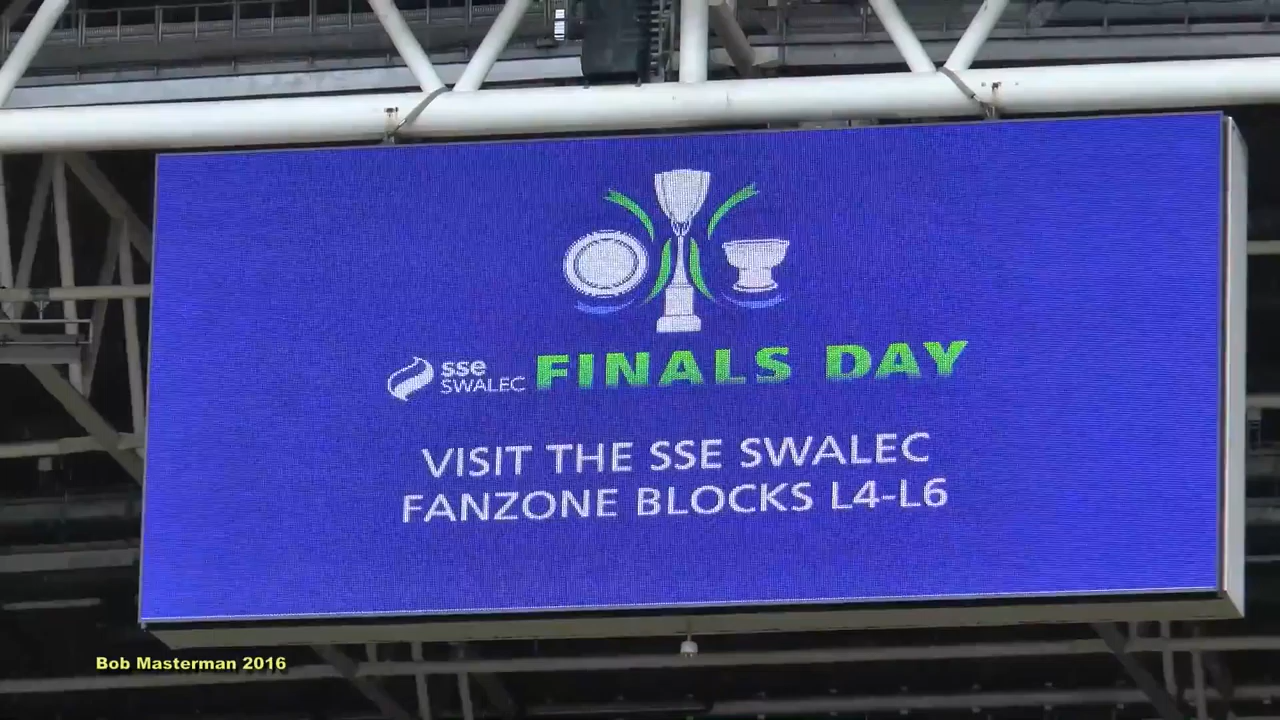 sse
SWALEC FINALS DAY
VISIT THE SSE SWALEC
FANZONE BLOCKS L4-L6
Bob Masterman 2016